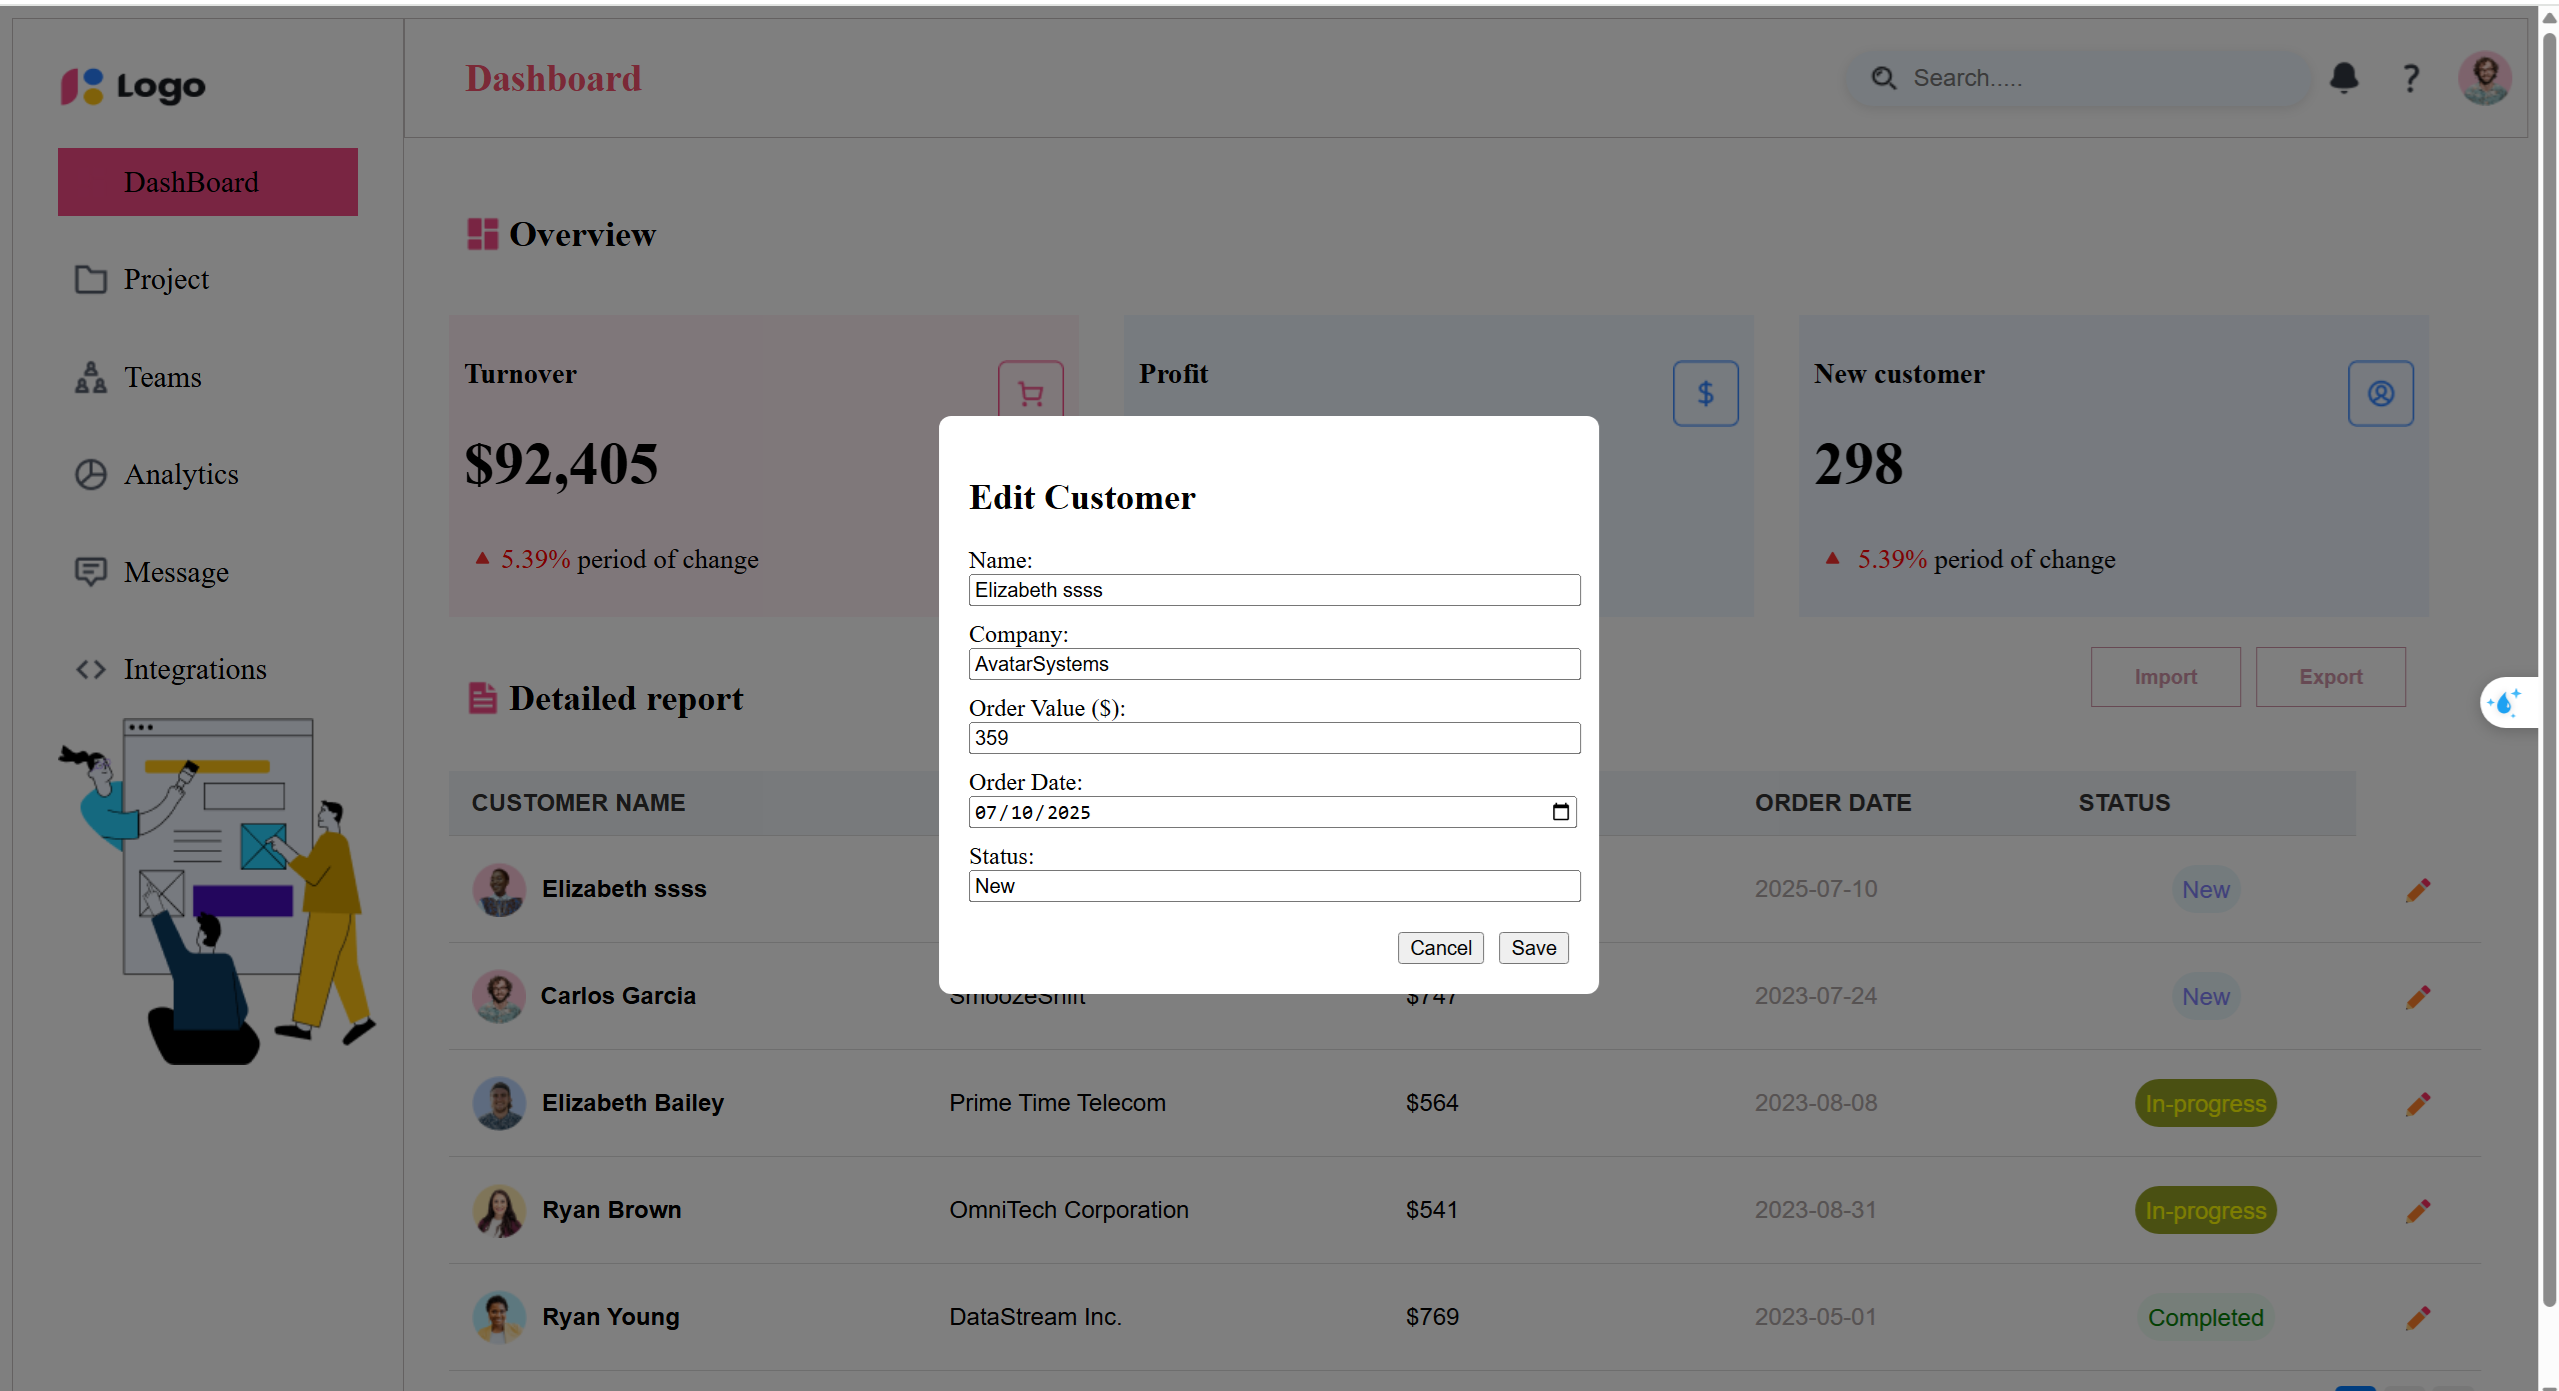 Logo
Dashboard
Search.....
?
DashBoard
Project
Teams
Analytics
Message
Integrations
Overview
Turnover
$92,405
5.39% period of change
Profit
$
New customer
298
5.39% period of change
Detailed report
Import
Export
Edit Customer
Name:
Elizabeth ssss
Company:
AvatarSystems
Order Value ($):
359
Order Date:
07/10/2025
Status:
New
Cancel
Save
CUSTOMER NAME ORDER DATE STATUS
Elizabeth ssss 2025-07-10 New
Carlos Garcia SmoozeShift $747 2023-07-24 New
Elizabeth Bailey Prime Time Telecom $564 2023-08-08 In-progress
Ryan Brown OmniTech Corporation $541 2023-08-31 In-progress
Ryan Young DataStream Inc. $769 2023-05-01 Completed